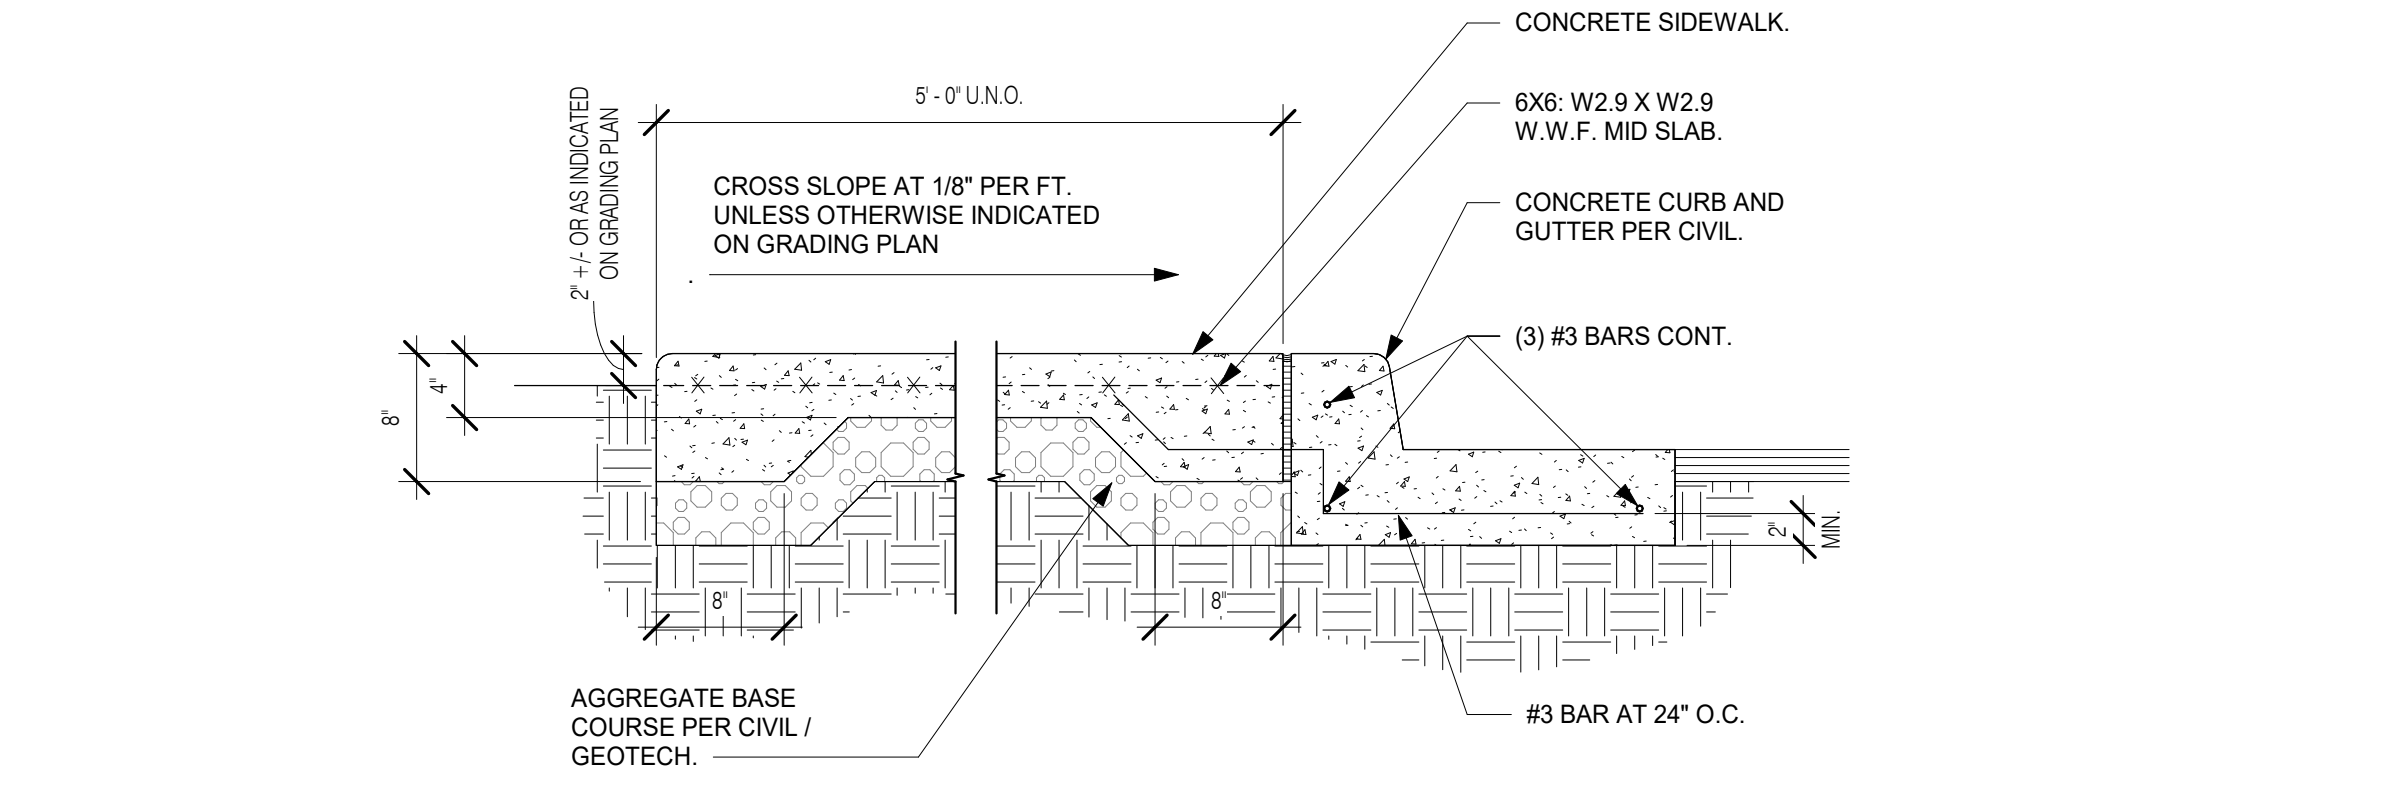 CONCRETE SIDEWALK.
6X6: W2.9 X W2.9
W.W.F. MID SLAB.
5' - 0" U.N.O.
2" +/- OR AS INDICATED
ON GRADING PLAN
CROSS SLOPE AT 1/8" PER FT.
UNLESS OTHERWISE INDICATED
ON GRADING PLAN
CONCRETE CURB AND
GUTTER PER CIVIL.
(3) #3 BARS CONT.
4"
8"
2"
MIN.
8"
8"
AGGREGATE BASE
COURSE PER CIVIL /
GEOTECH.
#3 BAR AT 24" O.C.